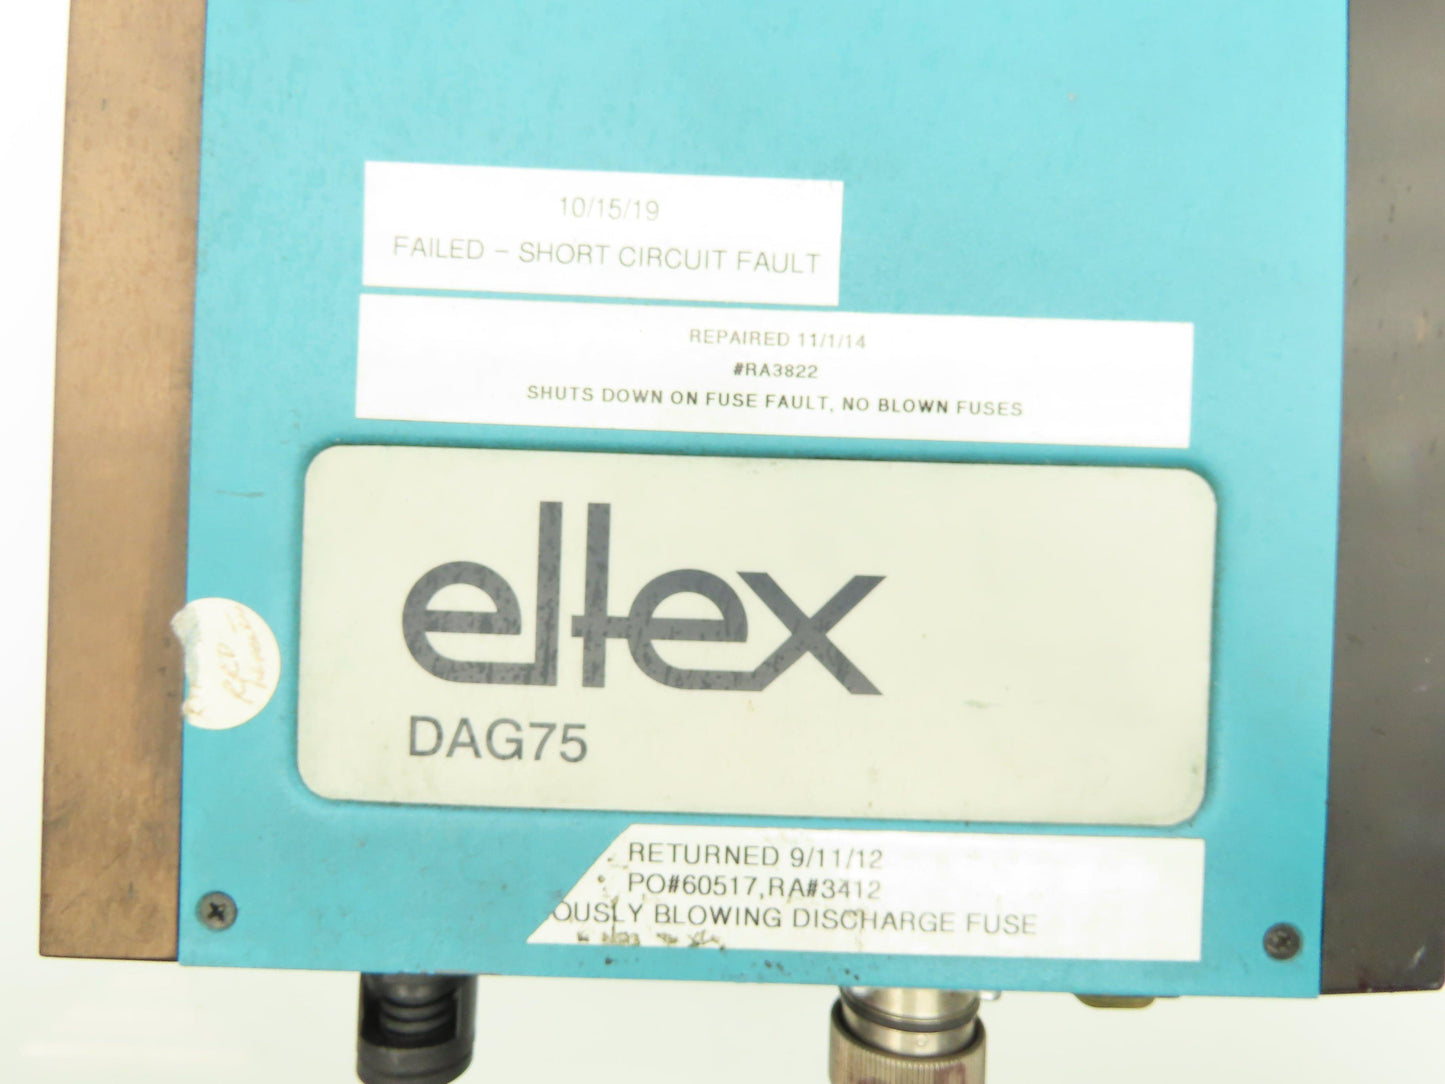 10/15/19
FAILED - SHORT CIRCUIT FAULT
REPAIRED 11/1/14
#RA3822
SHUTS DOWN ON FUSE FAULT, NO BLOWN FUSES
eltex
DAG75
RETURNED 9/11/12
PO#60517,RA#3412
OUSLY BLOWING DISCHARGE FUSE